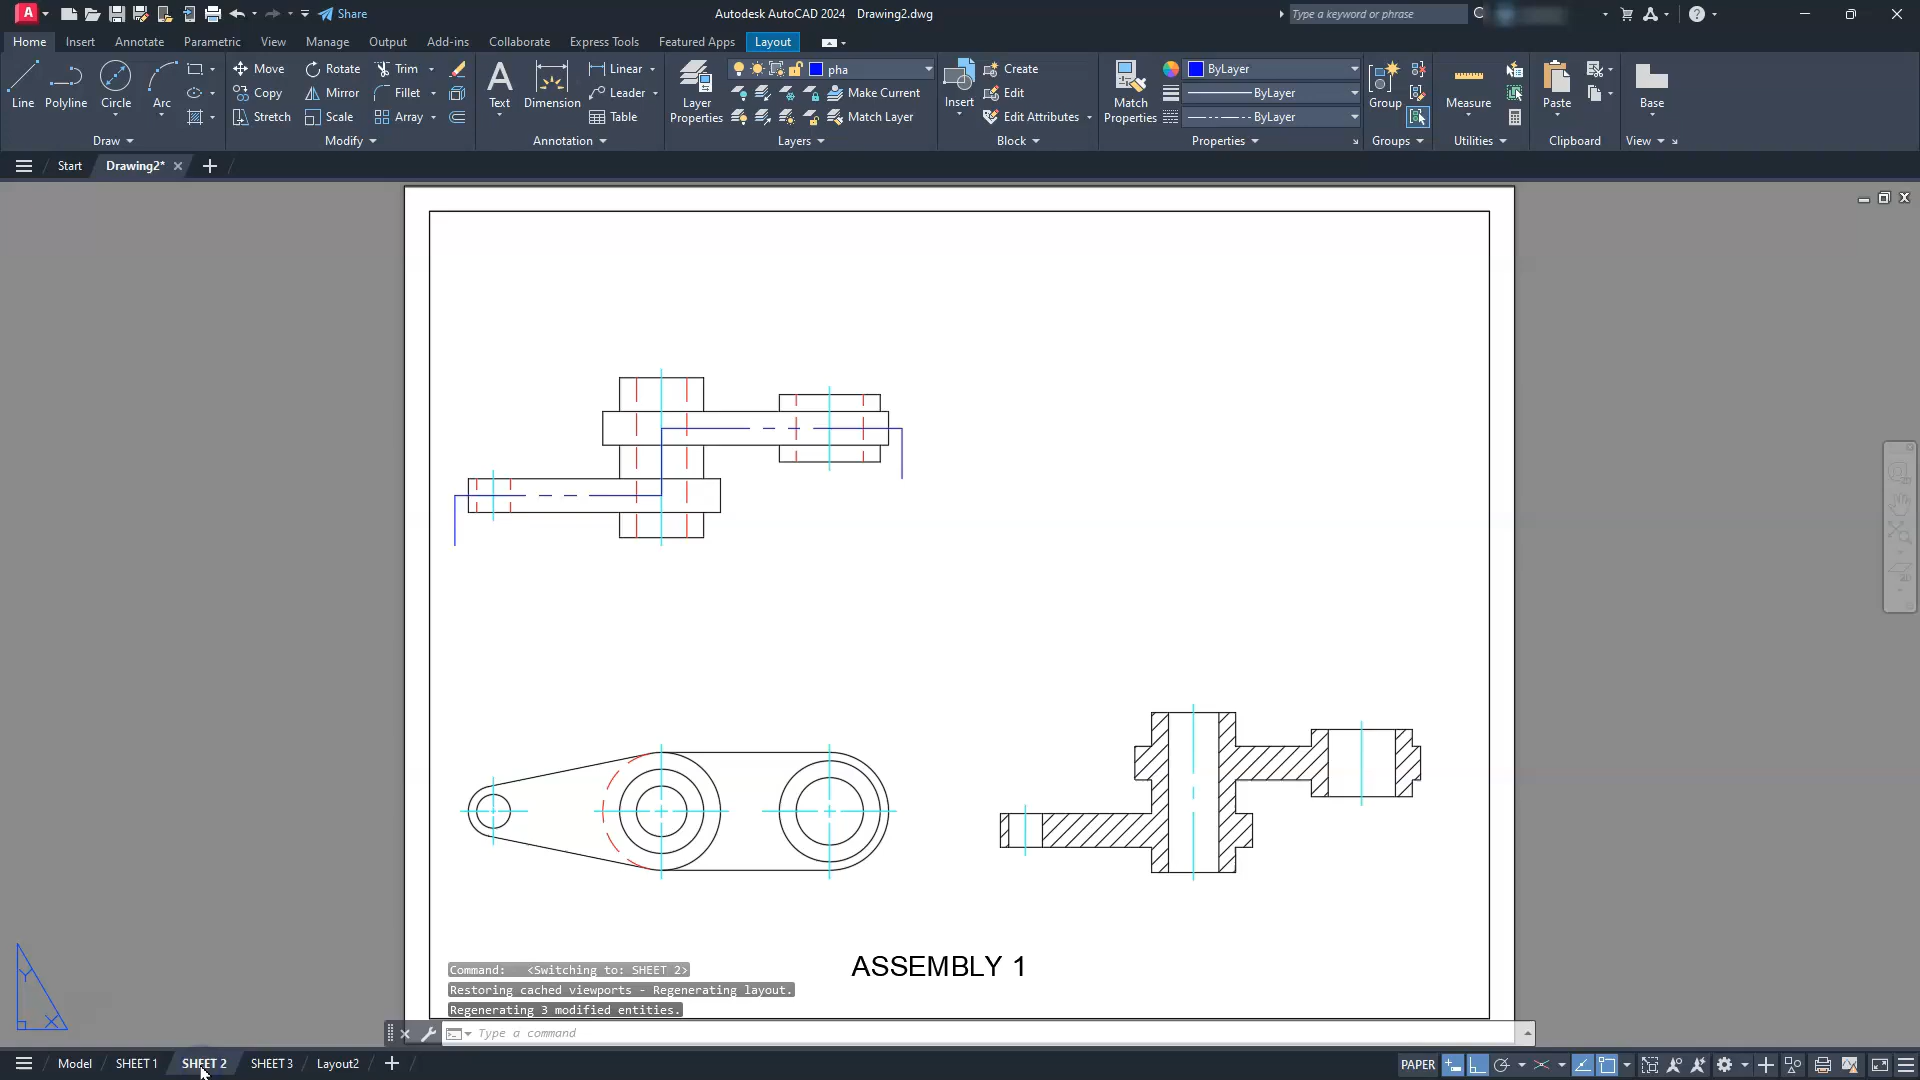 A
Share
Autodesk AutoCAD 2024 Drawing2.dwg
Type a keyword or phrase
Home Insert Annotate Parametric View Manage Output Add-ins Collaborate Express Tools Featured Apps Layout
Line Polyline Circle Arc
Move Rotate Trim
Copy Mirror Fillet
Stretch Scale Array
Text Dimension
Linear
Leader
Table
Layer
Properties
pha
Make Current
Match Layer
Insert
Create
Edit
Edit Attributes
Match
Properties
ByLayer
ByLayer
ByLayer
Group
Measure
Paste
Base
Draw Modify Annotation Layers Block Properties Groups Utilities Clipboard View
Start Drawing2*
ASSEMBLY 1
Y
X
Command: <Switching to: SHEET 2>
Restoring cached viewports - Regenerating layout.
Regenerating 3 modified entities.
Type a command
Model SHEET 1 SHEET 2 SHEET 3 Layout2
PAPER